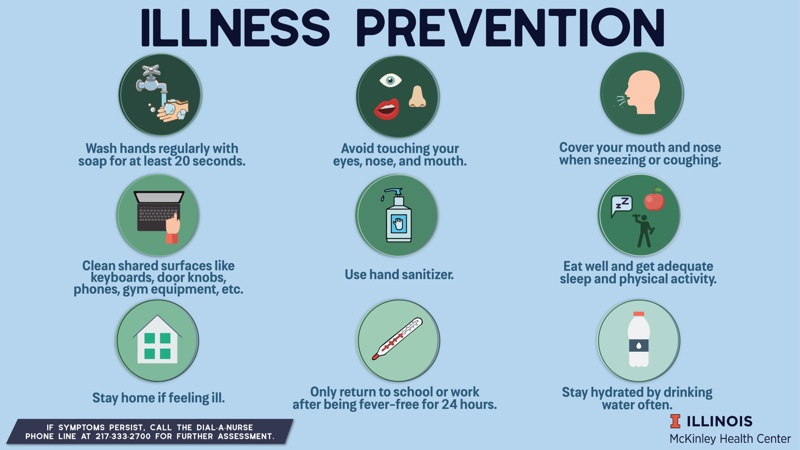 ILLNESS PREVENTION
Wash hands regularly with
soap for at least 20 seconds.
Avoid touching your
eyes, nose, and mouth.
Cover your mouth and nose
when sneezing or coughing.
Clean shared surfaces like
keyboards, door knobs,
phones, gym equipment, etc.
Use hand sanitizer.
zZ
Eat well and get adequate
sleep and physical activity.
Stay home if feeling ill.
Only return to school or work
after being fever-free for 24 hours.
Stay hydrated by drinking
water often.
IF SYMPTOMS PERSIST, CALL THE DIAL-A-NURSE
PHONE LINE AT 217-333-2700 FOR FURTHER ASSESSMENT.
I ILLINOIS
McKinley Health Center